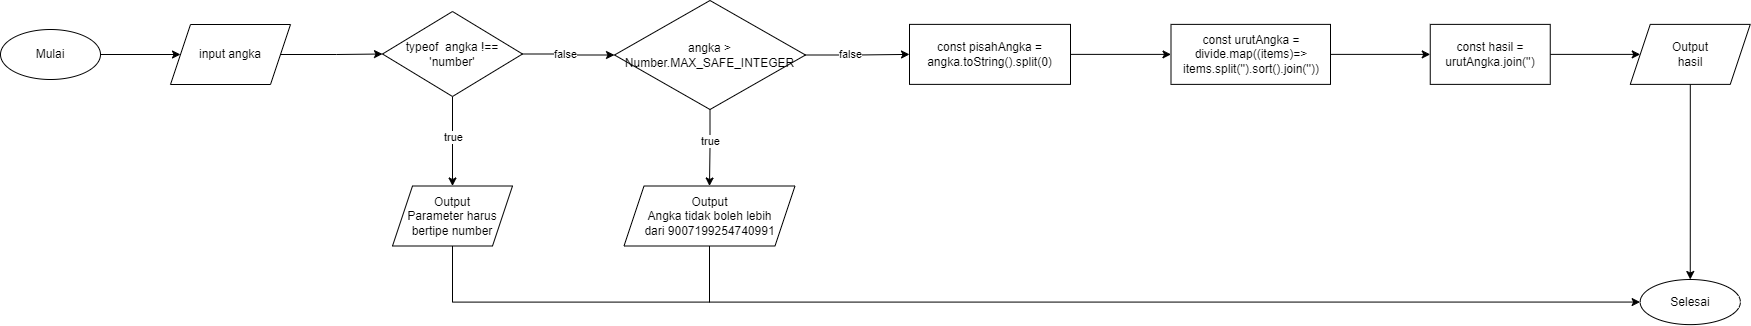 Mulai
input angka
typeof angka !==
'number'
false
angka >
Number.MAX_SAFE_INTEGER
false
const pisahAngka =
angka.toString().split(0)
const urutAngka =
divide.map((items)=>
items.split('').sort().join(''))
const hasil =
urutAngka.join('')
Output
hasil
true
true
Output
Parameter harus
bertipe number
Output
Angka tidak boleh lebih
dari 9007199254740991
Selesai